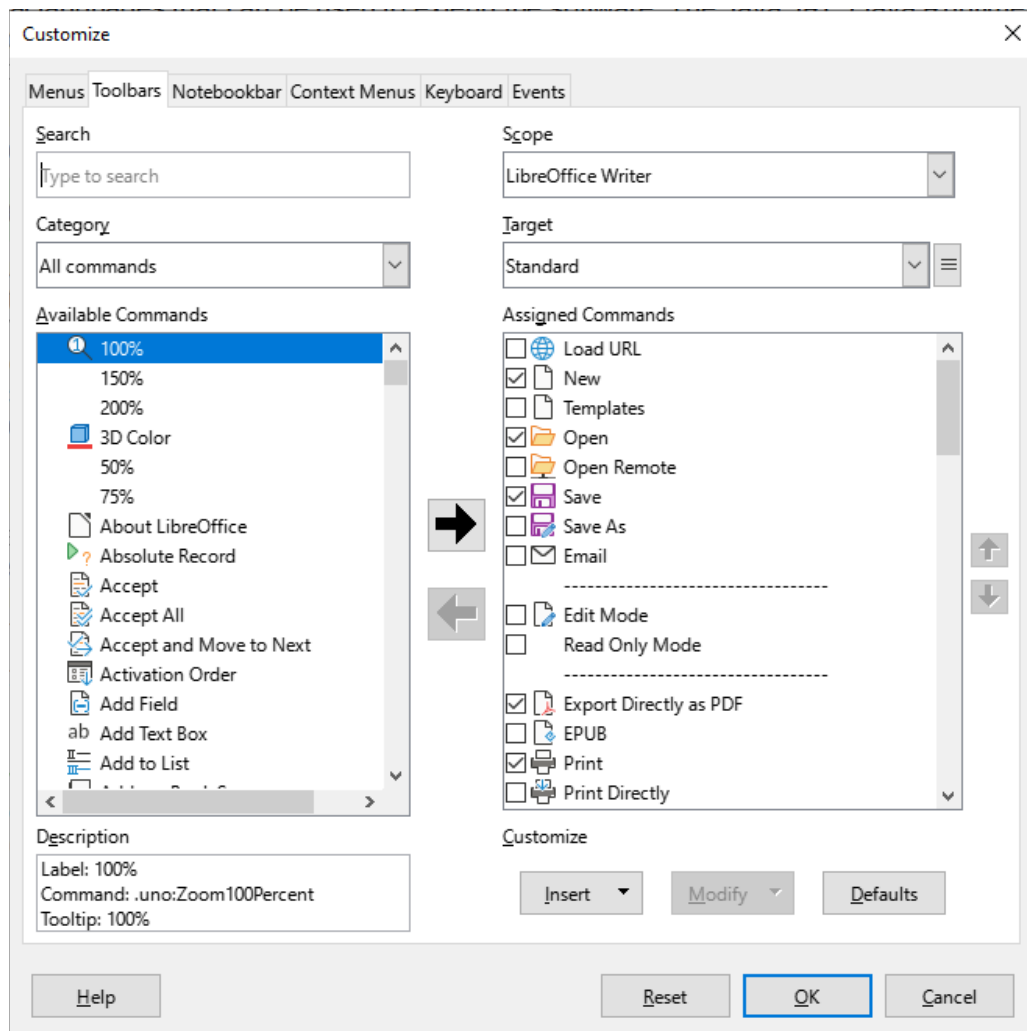 Customize
Menus Toolbars Notebookbar Context Menus Keyboard Events
Search
Type to search
Category
All commands
Available Commands
100%
150%
200%
3D Color
50%
75%
About LibreOffice
Absolute Record
Accept
Accept All
Accept and Move to Next
Activation Order
Add Field
ab Add Text Box
Add to List
Description
Label: 100%
Command: .uno:Zoom100Percent
Tooltip: 100%
Scope
LibreOffice Writer
Target
Standard
Assigned Commands
Load URL
New
Templates
Open
Open Remote
Save
Save As
Email
----------------------------------
Edit Mode
Read Only Mode
----------------------------------
Export Directly as PDF
EPUB
Print
Print Directly
Customize
Insert Modify Defaults
Help Reset OK Cancel